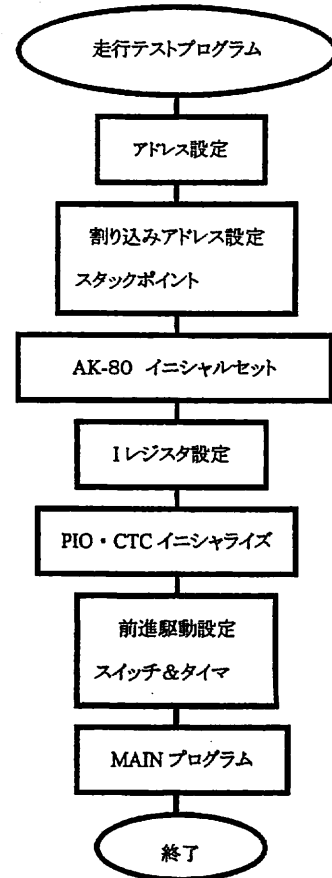 走行テストプログラム
アドレス設定
割り込みアドレス設定
スタックポイント
AK-80 イニシャルセット
I レジスタ設定
PIO・CTC イニシャライズ
前進駆動設定
スイッチ&タイマ
MAIN プログラム
終了